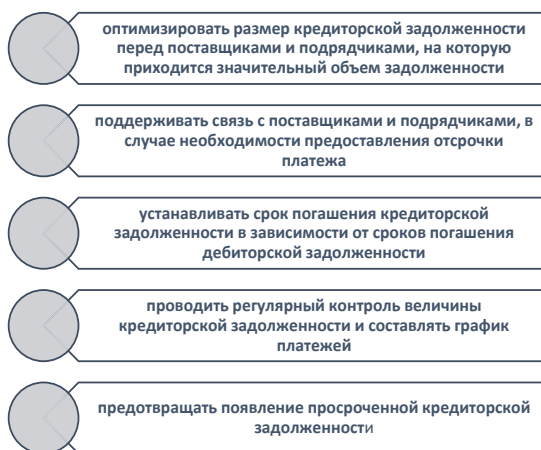 оптимизировать размер кредиторской задолженности
перед поставщиками и подрядчиками, на которую
приходится значительный объем задолженности
поддерживать связь с поставщиками и подрядчиками, в
случае необходимости предоставления отсрочки
платежа
устанавливать срок погашения кредиторской
задолженности в зависимости от сроков погашения
дебиторской задолженности
проводить регулярный контроль величины
кредиторской задолженности и составлять график
платежей
предотвращать появление просроченной кредиторской
задолженности